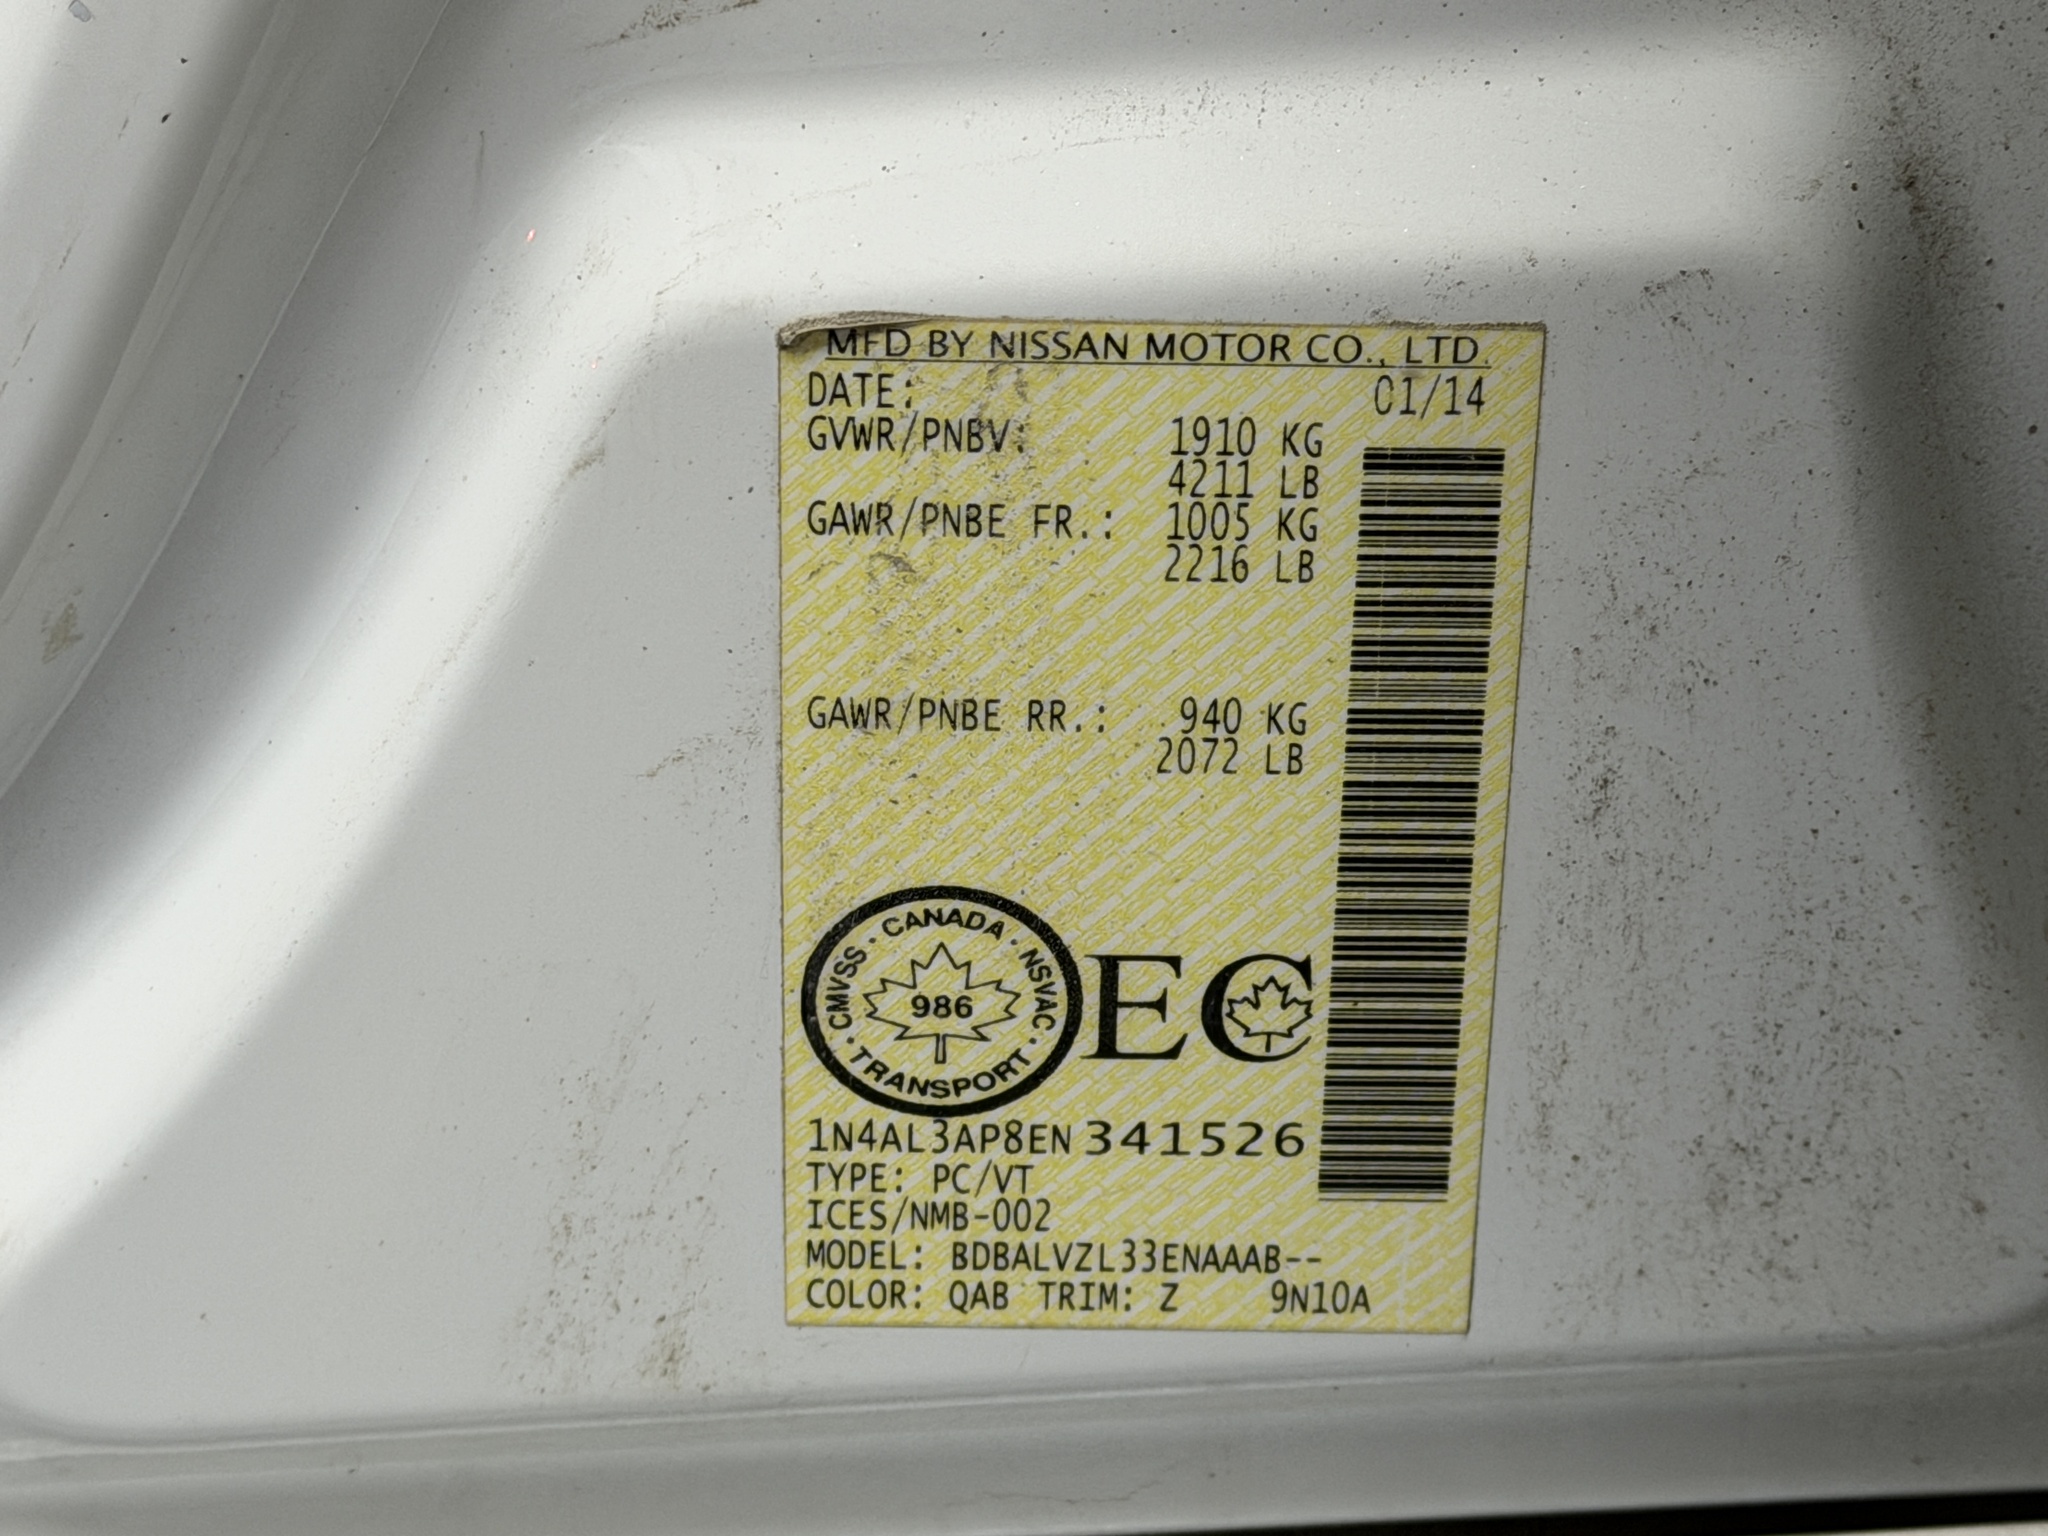 MFD BY NISSAN MOTOR CO., LTD.
DATE: 01/14
GVWR/PNBV: 1910 KG
4211 LB
GAWR/PNBE FR.: 1005 KG
2216 LB
GAWR/PNBE RR.: 940 KG
2072 LB
CANADA · NSVAC · TRANSPORT · CMVSS ·
986
EC
1N4AL3AP8EN341526
TYPE: PC/VT
ICES/NMB-002
MODEL: BDBALVZL33ENAAAB--
COLOR: QAB TRIM: Z 9N10A